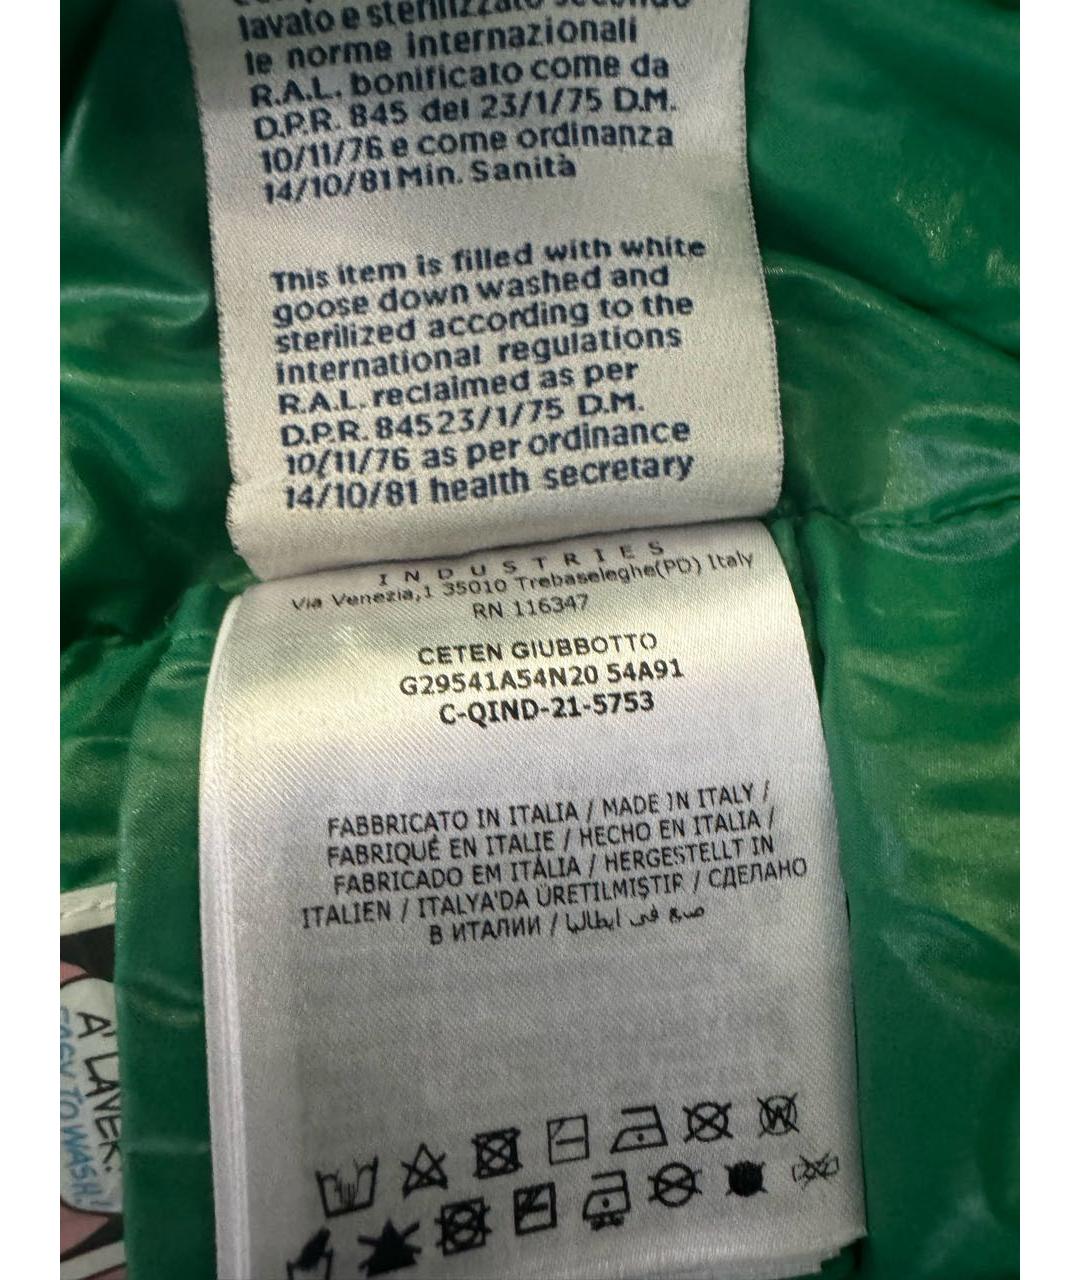 lavato e sterilizzato secondo
le norme internazionali
R.A.L. bonificato come da
D.P.R. 845 del 23/1/75 D.M.
10/11/76 e come ordinanza
14/10/81 Min. Sanità
This item is filled with white
goose down washed and
sterilized according to the
international regulations
R.A.L. reclaimed as per
D.P.R. 845 23/1/75 D.M.
10/11/76 as per ordinance
14/10/81 health secretary
INDUSTRIES
Via Venezia,1 35010 Trebaseleghe(PD) Italy
RN 116347
CETEN GIUBBOTTO
G29541A54N20 54A91
C-QIND-21-5753
FABBRICATO IN ITALIA / MADE IN ITALY /
FABRIQUÉ EN ITALIE / HECHO EN ITALIA /
FABRICADO EM ITÁLIA / HERGESTELLT IN
ITALIEN / ITALYA'DA ÜRETILMIŞTIR / СДЕЛАНО
В ИТАЛИИ / صنع في ايطاليا
W
A' LAVER.
EASY TO WASH!